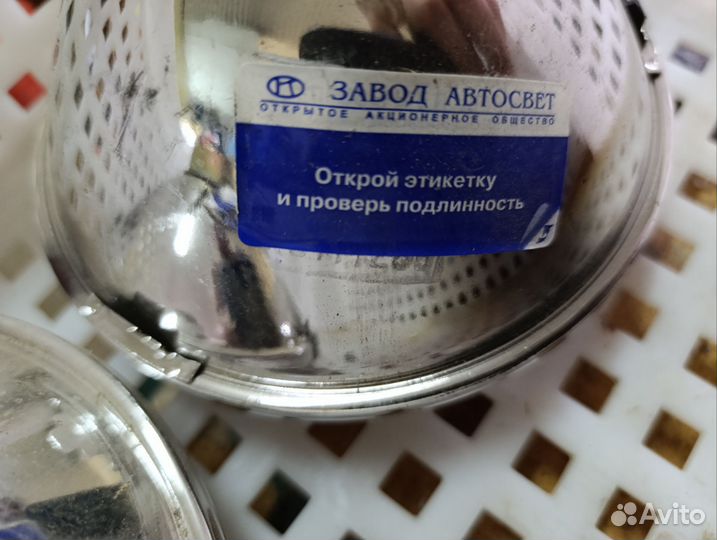 ЗАВОД АВТОСВЕТ
ОТКРЫТОЕ АКЦИОНЕРНОЕ ОБЩЕСТВО
Открой этикетку
и проверь подлинность
Avito